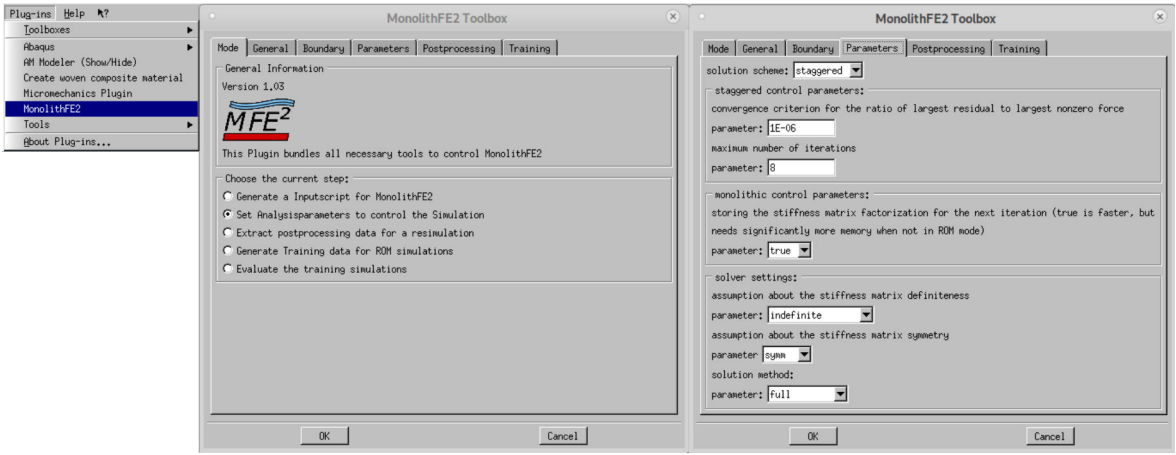 Plug-ins Help
Toolboxes
Abaqus
AM Modeler (Show/Hide)
Create woven composite material
Micromechanics Plugin
MonolithFE2
Tools
About Plug-ins...
MonolithFE2 Toolbox
Mode General Boundary Parameters Postprocessing Training
General Information
Version 1.03
MFE²
This Plugin bundles all necessary tools to control MonolithFE2
Choose the current step:
Generate a Inputscript for MonolithFE2
Set Analysisparameters to control the Simulation
Extract postprocessing data for a resimulation
Generate Training data for ROM simulations
Evaluate the training simulations
OK Cancel
MonolithFE2 Toolbox
Mode General Boundary Parameters Postprocessing Training
solution scheme: staggered
staggered control parameters:
convergence criterion for the ratio of largest residual to largest nonzero force
parameter: 1E-06
maximum number of iterations
parameter: 8
monolithic control parameters:
storing the stiffness matrix factorization for the next iteration (true is faster, but
needs significantly more memory when not in ROM mode)
parameter: true
solver settings:
assumption about the stiffness matrix definiteness
parameter: indefinite
assumption about the stiffness matrix symmetry
parameter symm
solution method:
parameter: full
OK Cancel